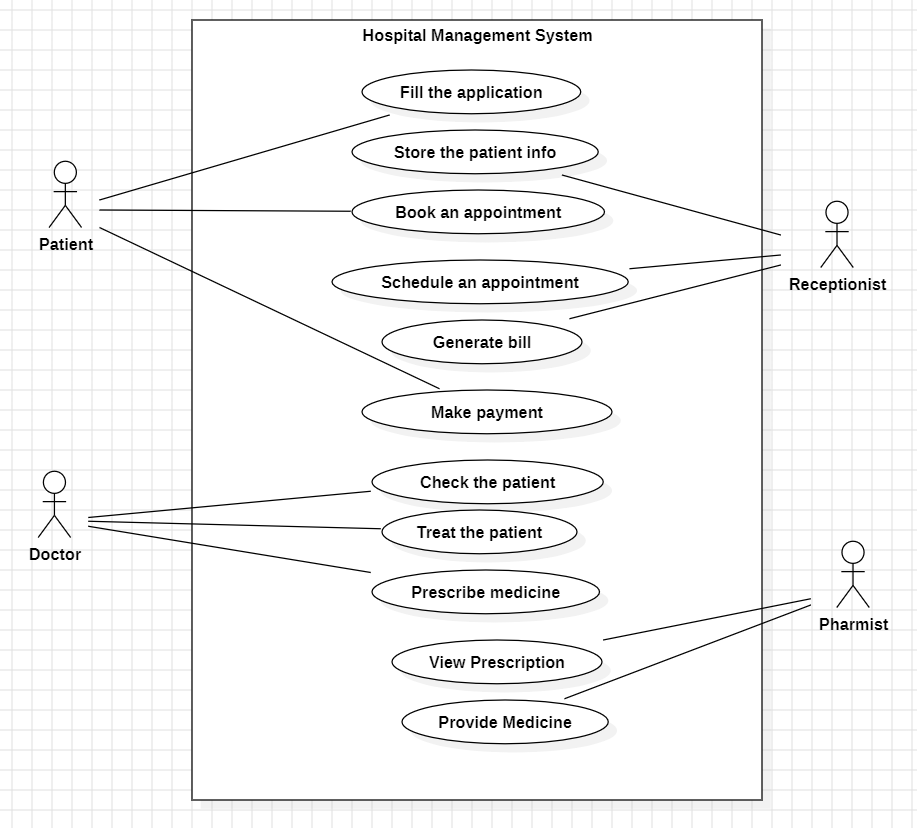 Hospital Management System
Fill the application
Store the patient info
Book an appointment
Patient
Schedule an appointment
Receptionist
Generate bill
Make payment
Check the patient
Treat the patient
Doctor
Prescribe medicine
Pharmist
View Prescription
Provide Medicine